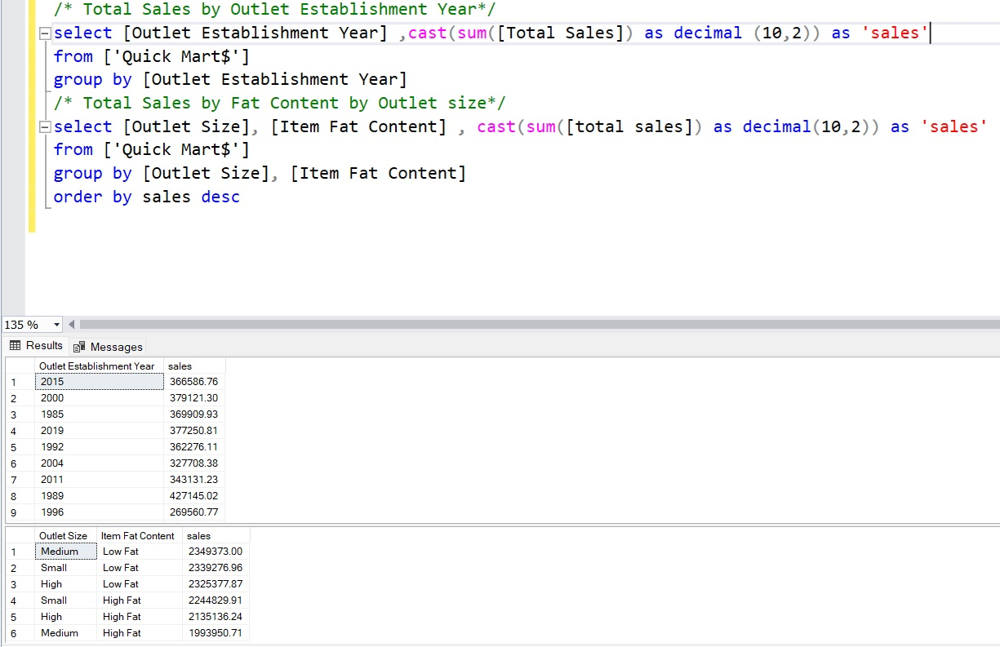 /* Total Sales by Outlet Establishment Year*/
select [Outlet Establishment Year] ,cast(sum([Total Sales]) as decimal (10,2)) as 'sales'
from ['Quick Mart$']
group by [Outlet Establishment Year]
/* Total Sales by Fat Content by Outlet size*/
select [Outlet Size], [Item Fat Content] , cast(sum([total sales]) as decimal(10,2)) as 'sales'
from ['Quick Mart$']
group by [Outlet Size], [Item Fat Content]
order by sales desc
135 %
Results Messages
Outlet Establishment Year sales
1 2015 366586.76
2 2000 379121.30
3 1985 369909.93
4 2019 377250.81
5 1992 362276.11
6 2004 327708.38
7 2011 343131.23
8 1989 427145.02
9 1996 269560.77
Outlet Size Item Fat Content sales
1 Medium Low Fat 2349373.00
2 Small Low Fat 2339276.96
3 High Low Fat 2325377.87
4 Small High Fat 2244829.91
5 High High Fat 2135136.24
6 Medium High Fat 1993950.71